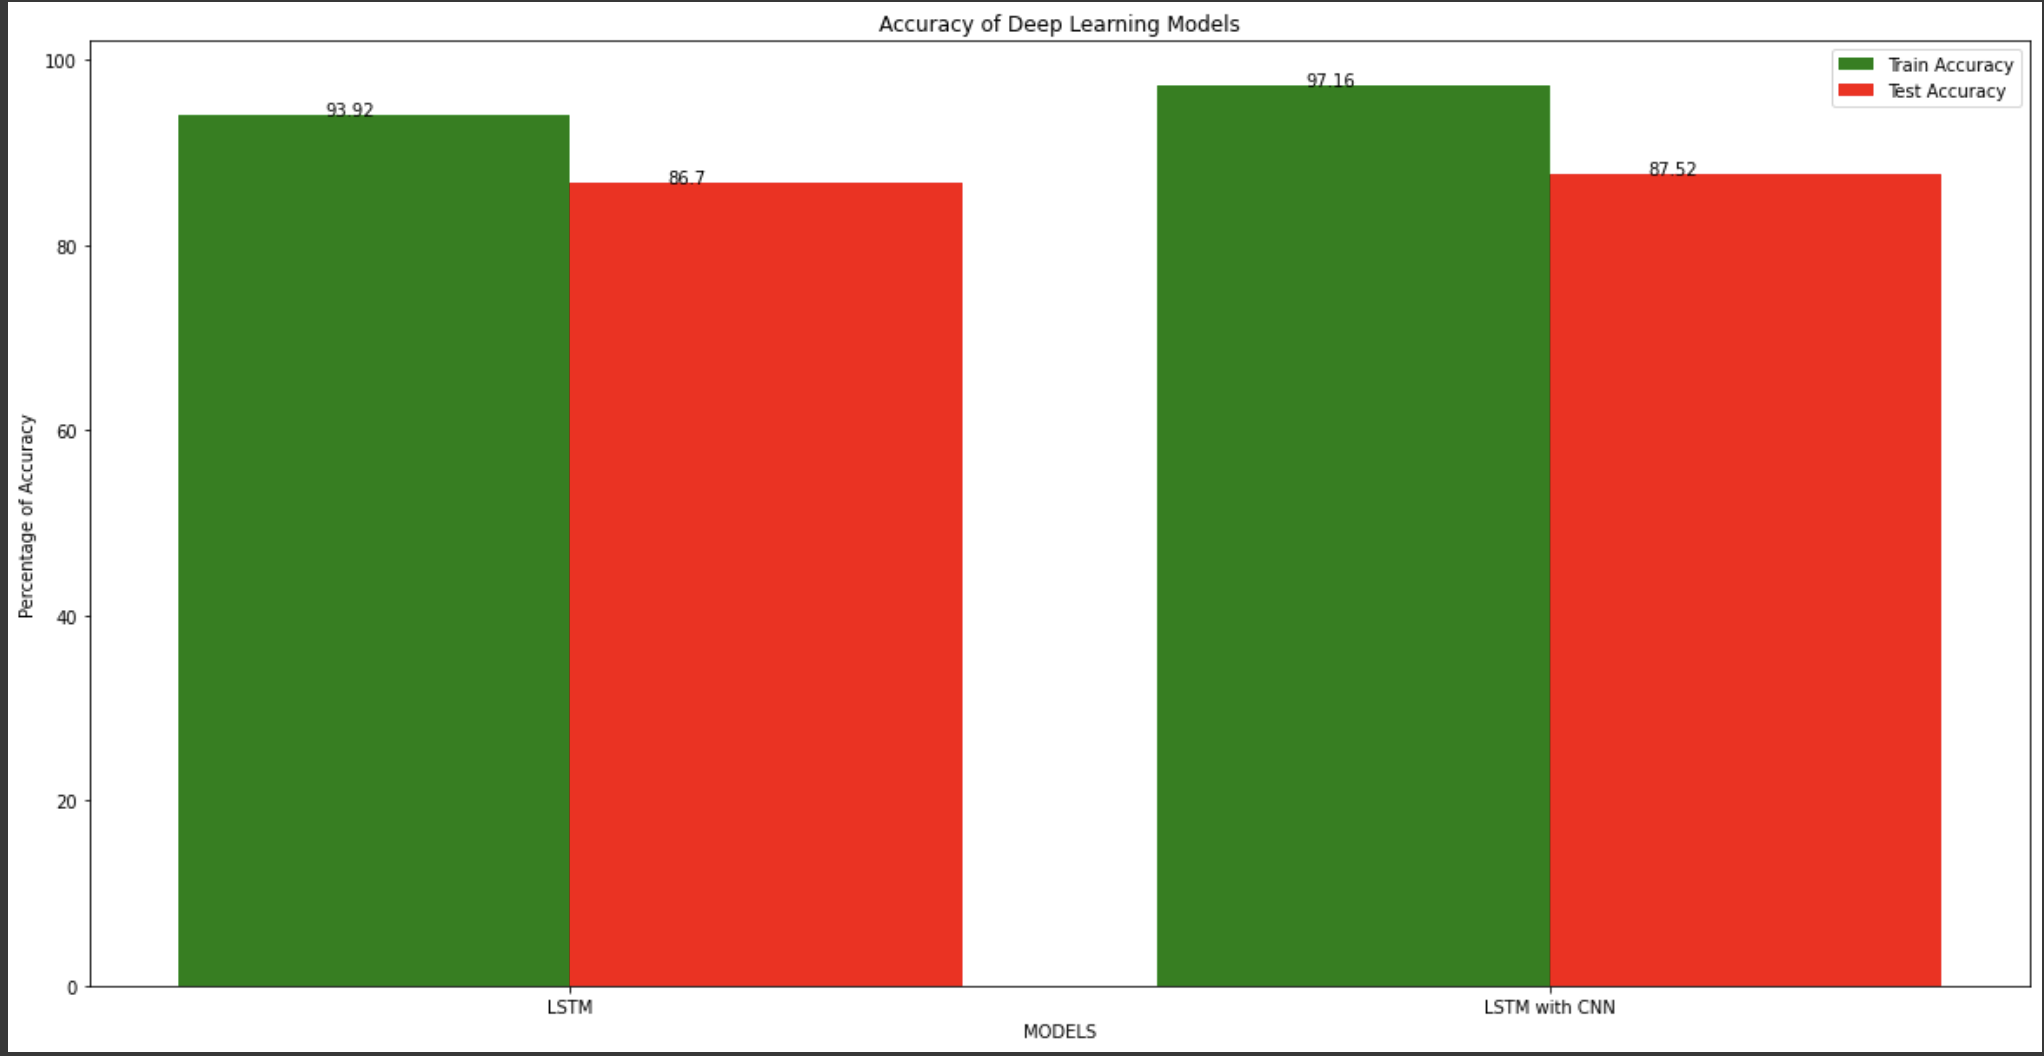 Accuracy of Deep Learning Models
Train Accuracy
Test Accuracy
Percentage of Accuracy
100
80
60
40
20
0
93.92
86.7
97.16
87.52
LSTM
LSTM with CNN
MODELS